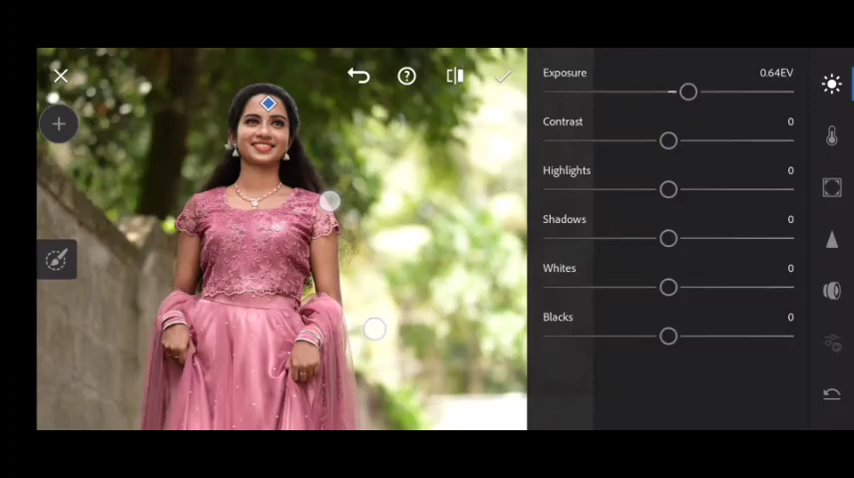 Exposure 0.64EV
Contrast 0
Highlights 0
Shadows 0
Whites 0
Blacks 0